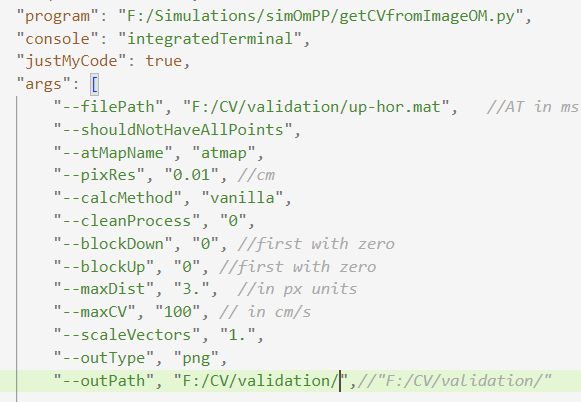 "program": "F:/Simulations/simOmPP/getCVfromImageOM.py",
"console": "integratedTerminal",
"justMyCode": true,
"args": [
"--filePath", "F:/CV/validation/up-hor.mat", //AT in ms
"--shouldNotHaveAllPoints",
"--atMapName", "atmap",
"--pixRes", "0.01", //cm
"--calcMethod", "vanilla",
"--cleanProcess", "0",
"--blockDown", "0", //first with zero
"--blockUp", "0", //first with zero
"--maxDist", "3.", //in px units
"--maxCV", "100", // in cm/s
"--scaleVectors", "1.",
"--outType", "png",
"--outPath", "F:/CV/validation/",//"F:/CV/validation/"